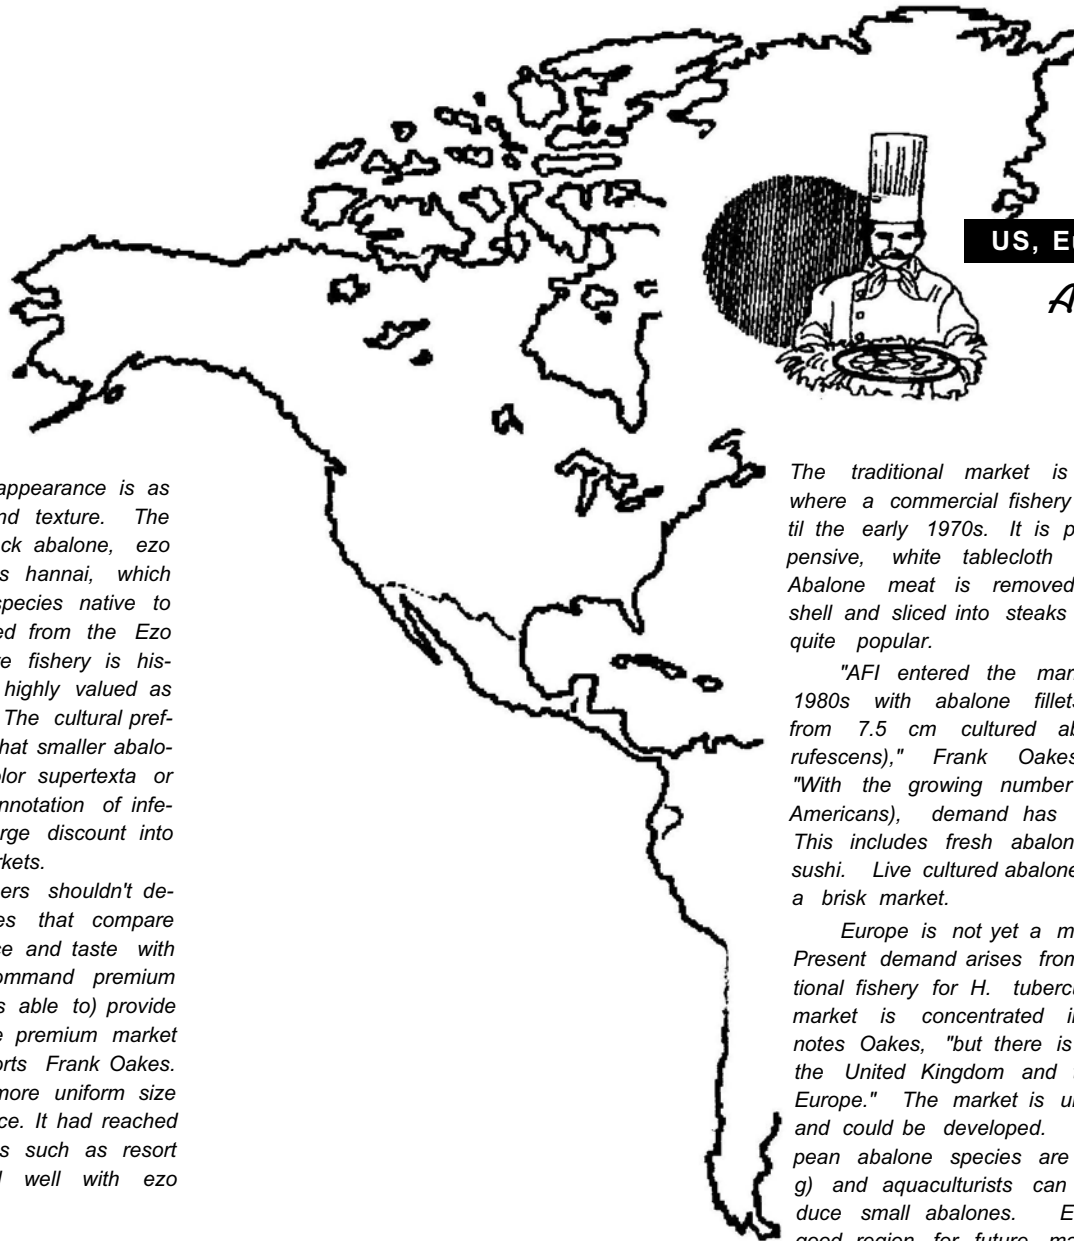 US, E
A
appearance is as
nd texture. The
ck abalone, ezo
s hannai, which
species native to
ed from the Ezo
e fishery is his-
highly valued as
The cultural pref-
hat smaller abalo-
olor supertexta or
nnotation of infe-
rge discount into
rkets.
ers shouldn't de-
es that compare
ce and taste with
ommand premium
s able to) provide
e premium market
orts Frank Oakes.
more uniform size
ce. It had reached
s such as resort
l well with ezo
The traditional market is
where a commercial fishery
til the early 1970s. It is p
pensive, white tablecloth
Abalone meat is removed
shell and sliced into steaks
quite popular.
"AFI entered the mar
1980s with abalone fillets
from 7.5 cm cultured ab
rufescens)," Frank Oakes
"With the growing number
Americans), demand has
This includes fresh abalon
sushi. Live cultured abalone
a brisk market.
Europe is not yet a m
Present demand arises from
tional fishery for H. tuberc
market is concentrated i
notes Oakes, "but there is
the United Kingdom and
Europe." The market is u
and could be developed.
pean abalone species are
g) and aquaculturists can
duce small abalones. E
good region for future ma